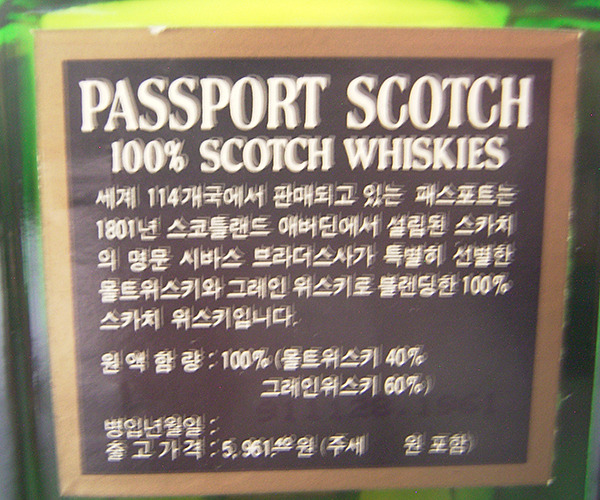 PASSPORT SCOTCH
100% SCOTCH WHISKIES
세계 114개국에서 판매되고 있는 패스포트는
1801년 스코틀랜드 애버딘에서 설립된 스카치
의 명문 시바스 브라더스사가 특별히 선별한
몰트위스키와 그레인 위스키로 블렌딩한 100%
스카치 위스키입니다.
원액함량 : 100% (몰트위스키 40%
그레인위스키 60%)
병입년월일 :
출고가격 : 5,961.40원 (주세 원 포함)